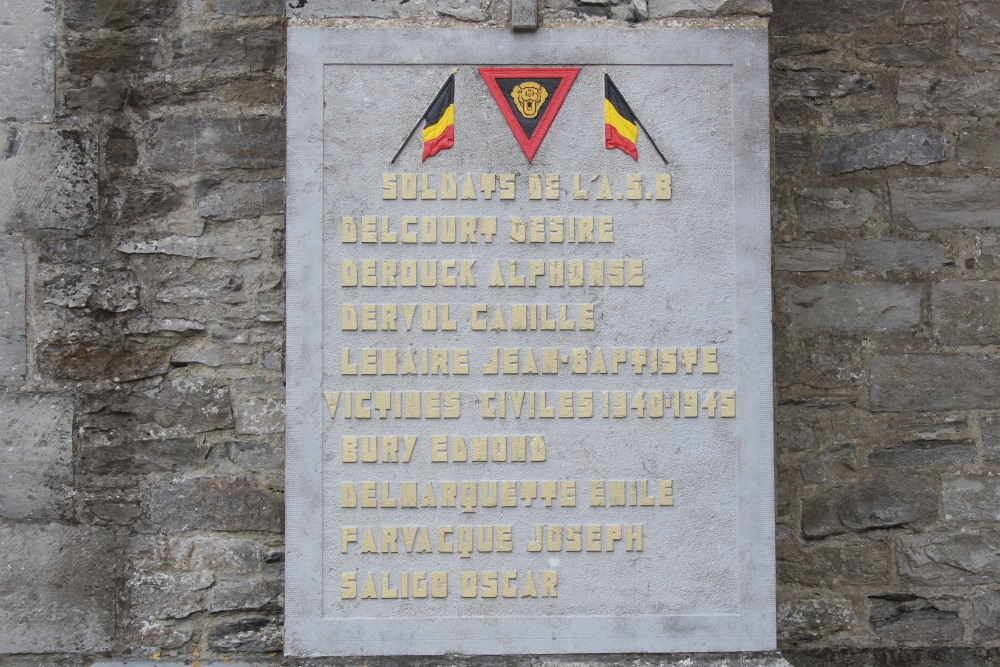 SOLDATS DE L'A.S.B
DELCOURT DESIRE
DEROUCK ALPHONSE
DERVOL CAMILLE
LEMAIRE JEAN-BAPTISTE
VICTIMES CIVILES 1940-1945
BURY EDMOND
DELMARQUETTE EMILE
FARVACQUE JOSEPH
SALIGO OSCAR